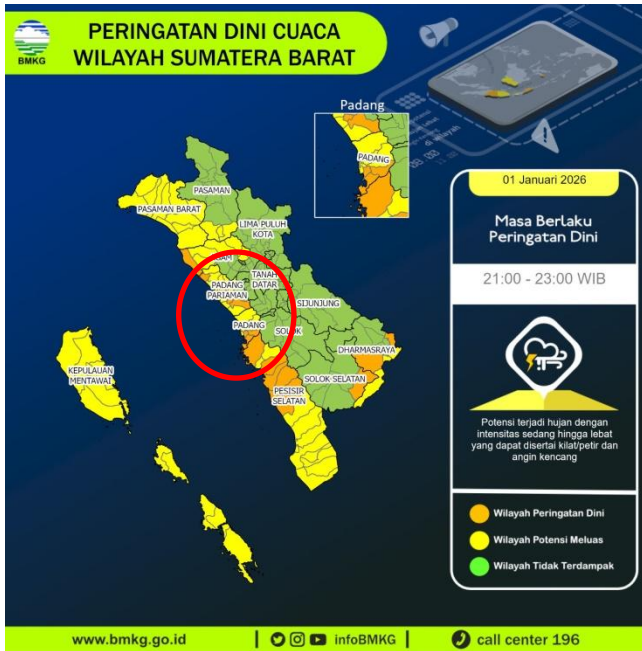 BMKG
PERINGATAN DINI CUACA
WILAYAH SUMATERA BARAT
Padang
PADANG
PASAMAN
PASAMAN BARAT
LIMA PULUH
KOTA
TANAH
DATAR
PADANG
PARIAMAN
SIJUNJUNG
PADANG
SOLOK
DHARMASRAYA
KEPULAUAN
MENTAWAI
SOLOK SELATAN
PESISIR
SELATAN
01 Januari 2026
Masa Berlaku
Peringatan Dini
21:00 - 23:00 WIB
Potensi terjadi hujan dengan
intensitas sedang hingga lebat
yang dapat disertai kilat/petir dan
angin kencang
Wilayah Peringatan Dini
Wilayah Potensi Meluas
Wilayah Tidak Terdampak
www.bmkg.go.id
infoBMKG
call center 196